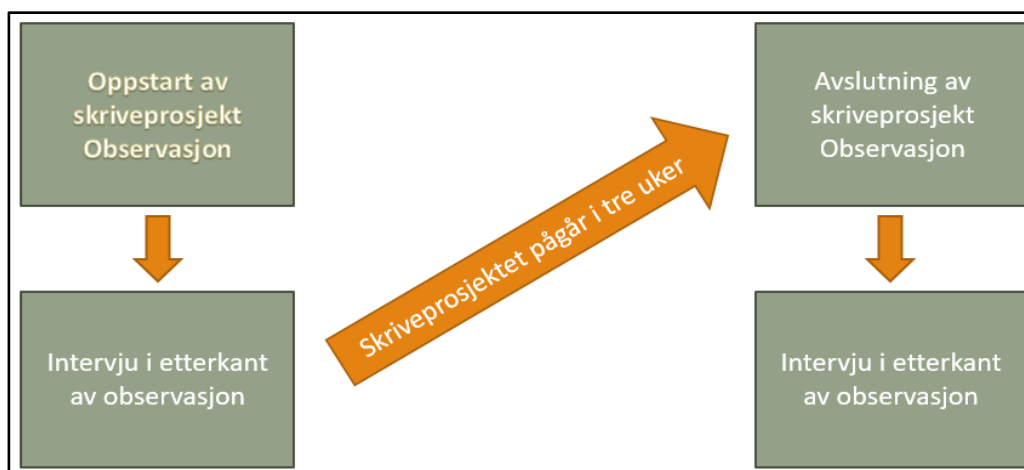 Oppstart av
skriveprosjekt
Observasjon
Intervju i etterkant
av observasjon
Skriveprosjektet pågår i tre uker
Avslutning av
skriveprosjekt
Observasjon
Intervju i etterkant
av observasjon